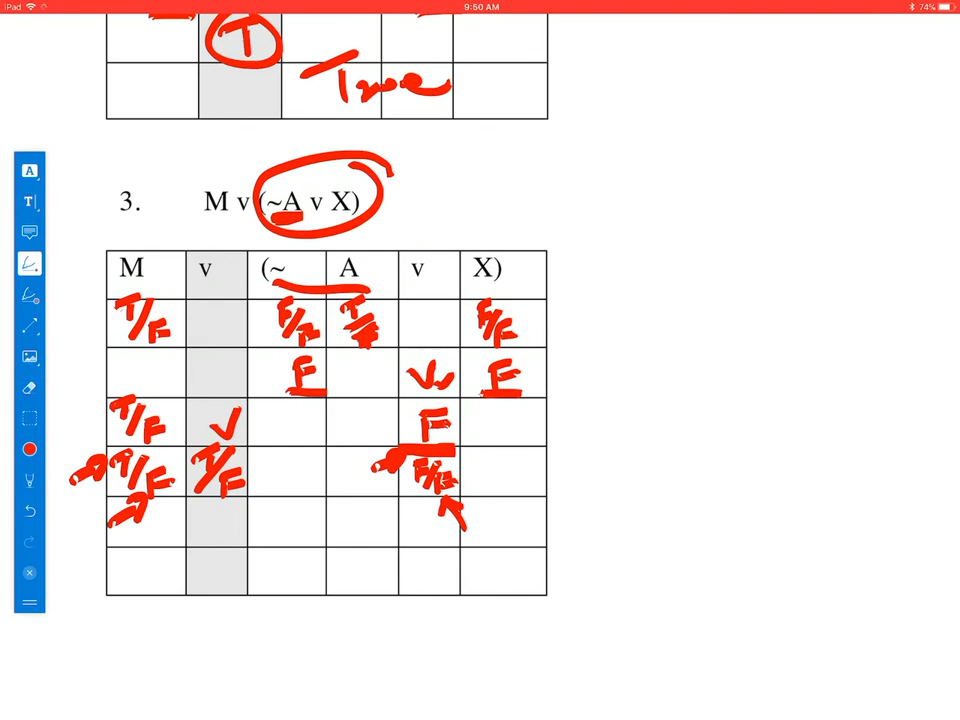 iPad 9:50 AM 74%
T
True
3. M v (~A v X)
M v (~ A v X)
T/F F/F
F v F
T/F v F
T/F T/F F/F
A
T